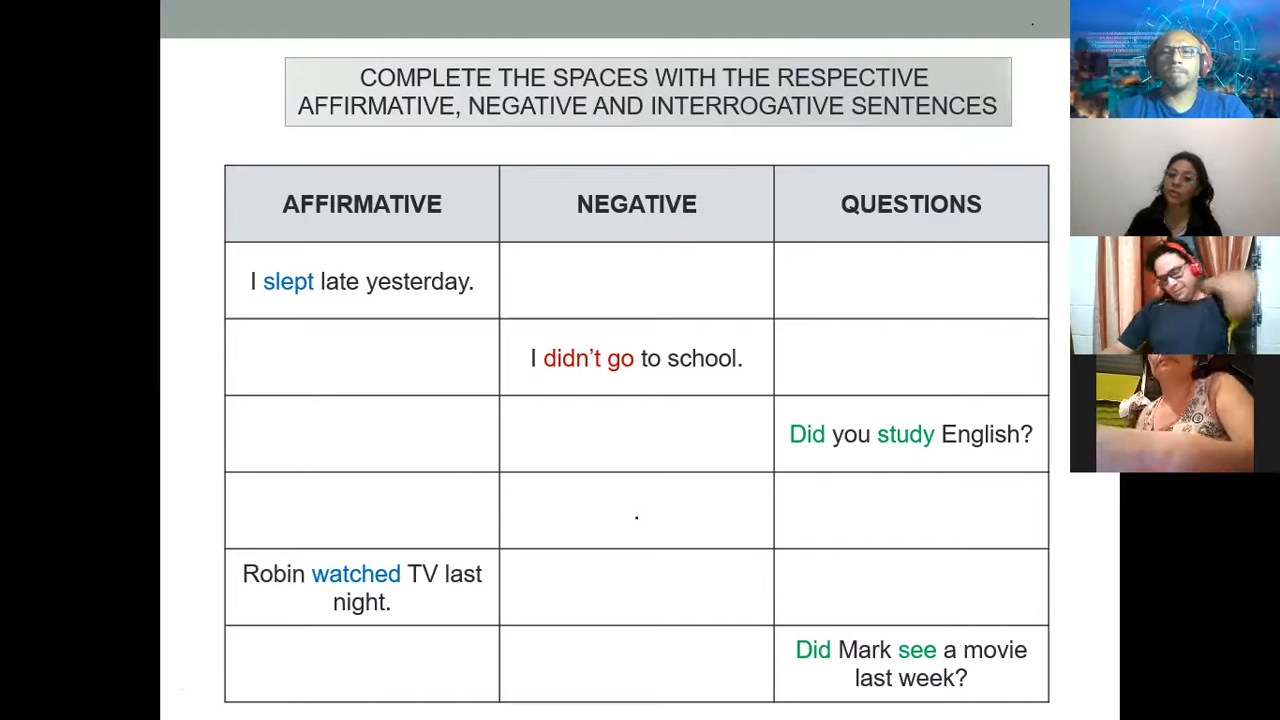 COMPLETE THE SPACES WITH THE RESPECTIVE
AFFIRMATIVE, NEGATIVE AND INTERROGATIVE SENTENCES
AFFIRMATIVE NEGATIVE QUESTIONS
I slept late yesterday.
I didn’t go to school.
Did you study English?
.
Robin watched TV last
night.
Did Mark see a movie
last week?